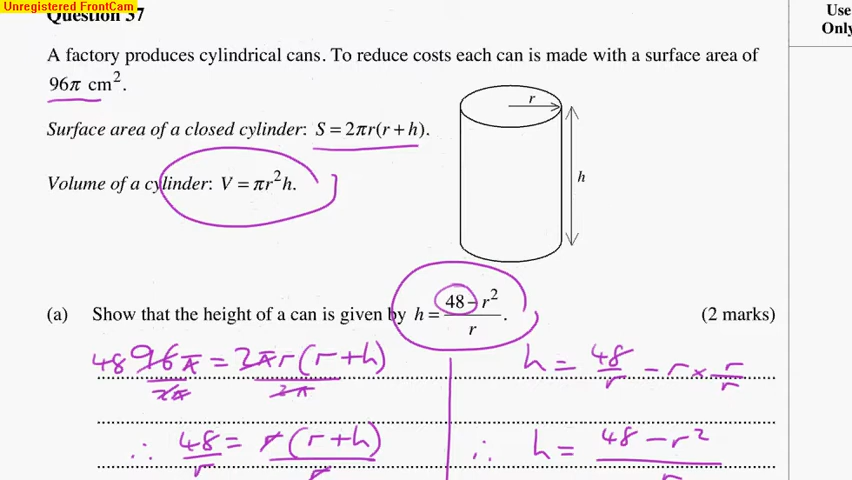 Unregistered FrontCam
Question 37
Use
Only
A factory produces cylindrical cans. To reduce costs each can is made with a surface area of
96π cm².
Surface area of a closed cylinder: S = 2πr(r + h).
Volume of a cylinder: V = πr²h.
r
h
(a) Show that the height of a can is given by h = (48 − r²)/r. (2 marks)
48 96π/2π = 2πr(r+h)/2π
h = 48/r − r × r/r
∴ 48/r = r(r+h)/r
∴ h = (48 − r²)/r